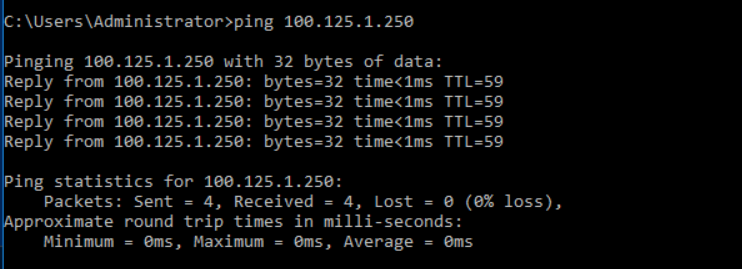 C:\Users\Administrator>ping 100.125.1.250
Pinging 100.125.1.250 with 32 bytes of data:
Reply from 100.125.1.250: bytes=32 time<1ms TTL=59
Reply from 100.125.1.250: bytes=32 time<1ms TTL=59
Reply from 100.125.1.250: bytes=32 time<1ms TTL=59
Reply from 100.125.1.250: bytes=32 time<1ms TTL=59
Ping statistics for 100.125.1.250:
    Packets: Sent = 4, Received = 4, Lost = 0 (0% loss),
Approximate round trip times in milli-seconds:
    Minimum = 0ms, Maximum = 0ms, Average = 0ms